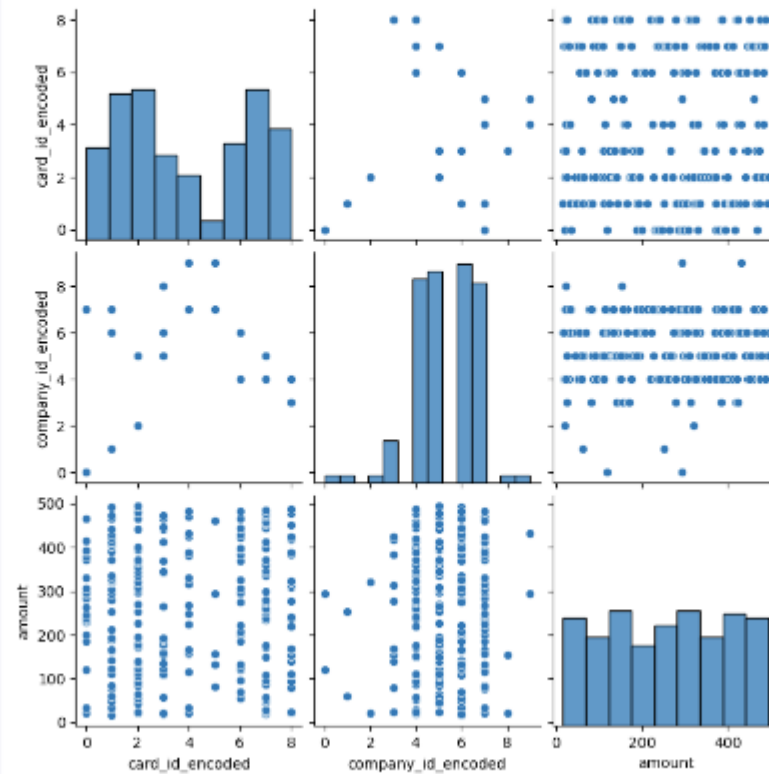 card_id_encoded
8
6
4
2
0
company_id_encoded
8
6
4
2
0
amount
500
400
300
200
100
0
0 2 4 6 8
card_id_encoded
0 2 4 6 8
company_id_encoded
0 200 400
amount